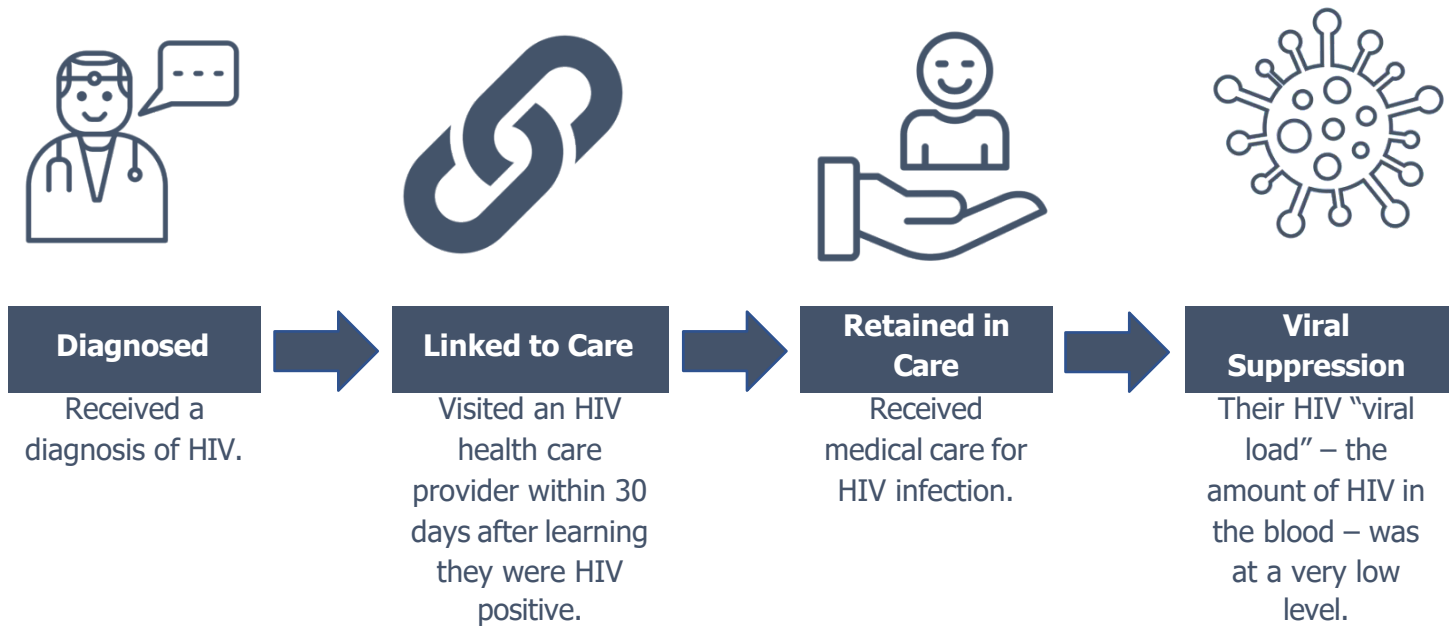 Diagnosed
Received a
diagnosis of HIV.
Linked to Care
Visited an HIV
health care
provider within 30
days after learning
they were HIV
positive.
Retained in
Care
Received
medical care for
HIV infection.
Viral
Suppression
Their HIV “viral
load” – the
amount of HIV in
the blood – was
at a very low
level.